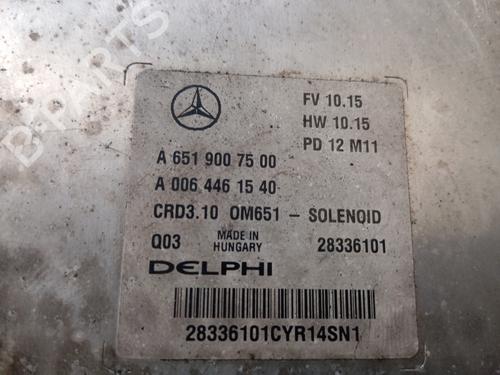 FV 10.15
HW 10.15
PD 12 M11
A 651 900 75 00
A 006 446 15 40
CRD3.10 OM651 - SOLENOID
Q03 MADE IN HUNGARY 28336101
DELPHI
28336101CYR14SN1
B-PARTS